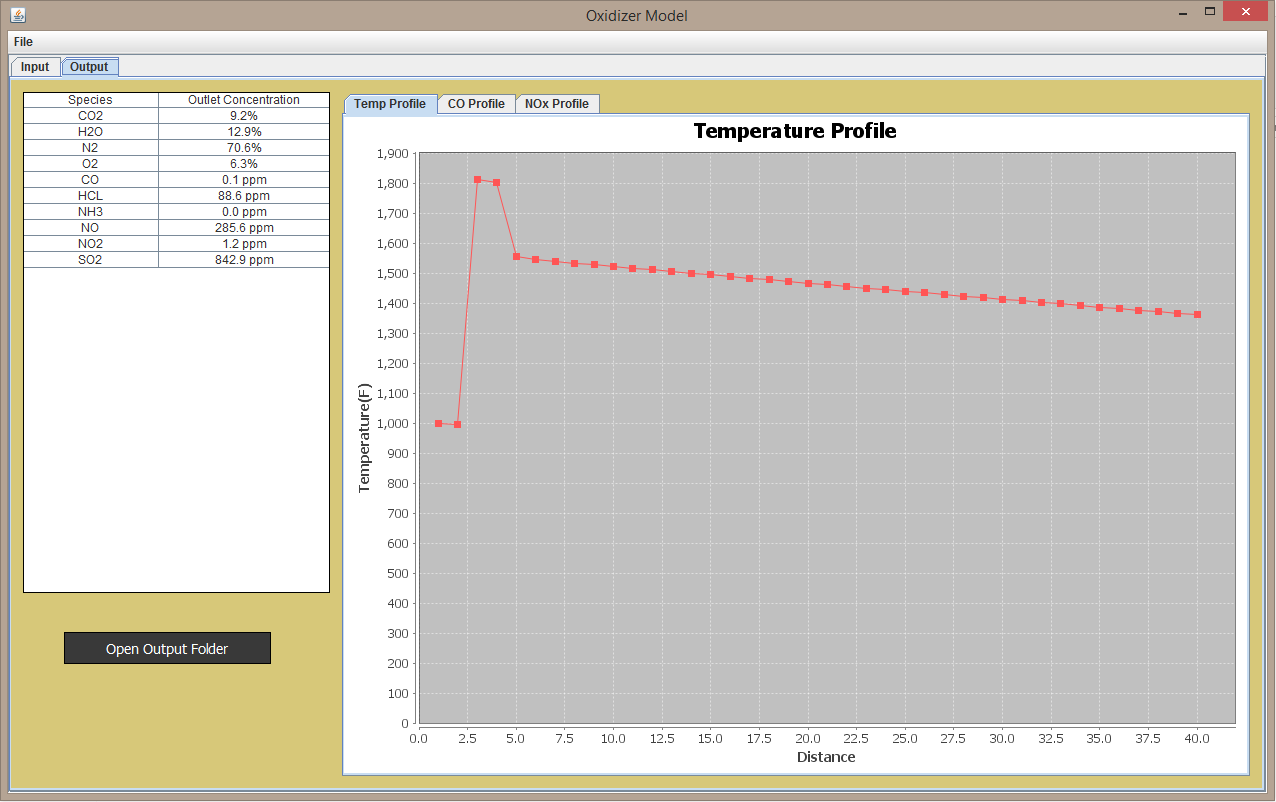 Oxidizer Model
File
Input Output
Species Outlet Concentration
CO2 9.2%
H2O 12.9%
N2 70.6%
O2 6.3%
CO 0.1 ppm
HCL 88.6 ppm
NH3 0.0 ppm
NO 285.6 ppm
NO2 1.2 ppm
SO2 842.9 ppm
Open Output Folder
Temp Profile CO Profile NOx Profile
Temperature Profile
Temperature(F)
1,900
1,800
1,700
1,600
1,500
1,400
1,300
1,200
1,100
1,000
900
800
700
600
500
400
300
200
100
0
0.0 2.5 5.0 7.5 10.0 12.5 15.0 17.5 20.0 22.5 25.0 27.5 30.0 32.5 35.0 37.5 40.0
Distance